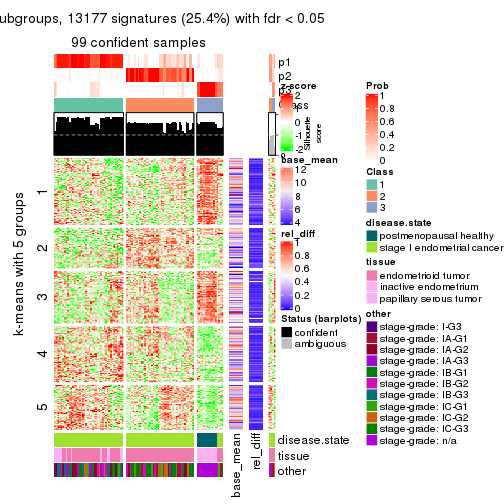 ubgroups, 13177 signatures (25.4%) with fdr < 0.05
99 confident samples
p1
p2
p3
Class
Silhouette
score
k-means with 5 groups
1
2
3
4
5
z-score
2
1
0
-1
-2
base_mean
12
10
8
6
4
rel_diff
1
0.8
0.6
0.4
0.2
0
Status (barplots)
confident
ambiguous
disease.state
tissue
other
base_mean
rel_diff
Prob
1
0.8
0.6
0.4
0.2
0
Class
1
2
3
disease.state
postmenopausal healthy
stage I endometrial cancer
tissue
endometrioid tumor
inactive endometrium
papillary serous tumor
other
stage-grade: I-G3
stage-grade: IA-G1
stage-grade: IA-G2
stage-grade: IA-G3
stage-grade: IB-G1
stage-grade: IB-G2
stage-grade: IB-G3
stage-grade: IC-G1
stage-grade: IC-G2
stage-grade: IC-G3
stage-grade: n/a